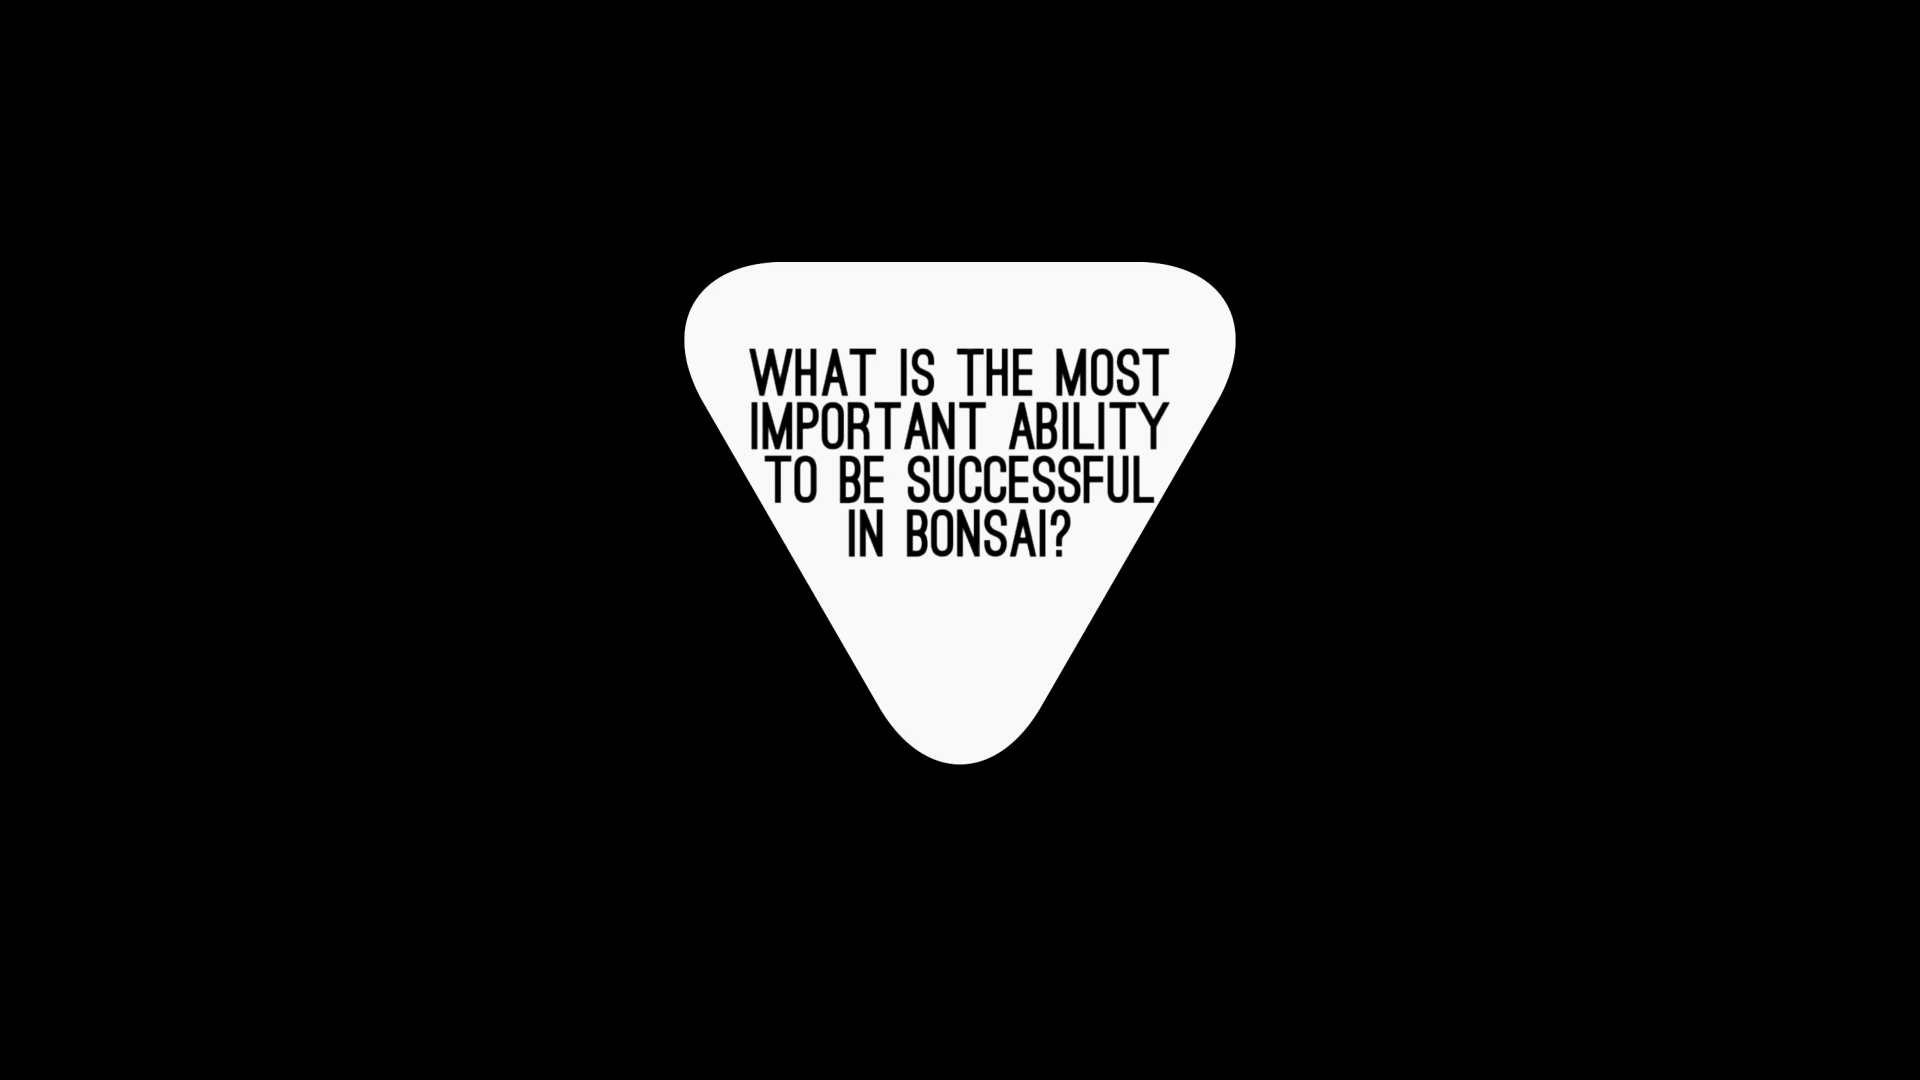 WHAT IS THE MOST
IMPORTANT ABILITY
TO BE SUCCESSFUL
IN BONSAI?